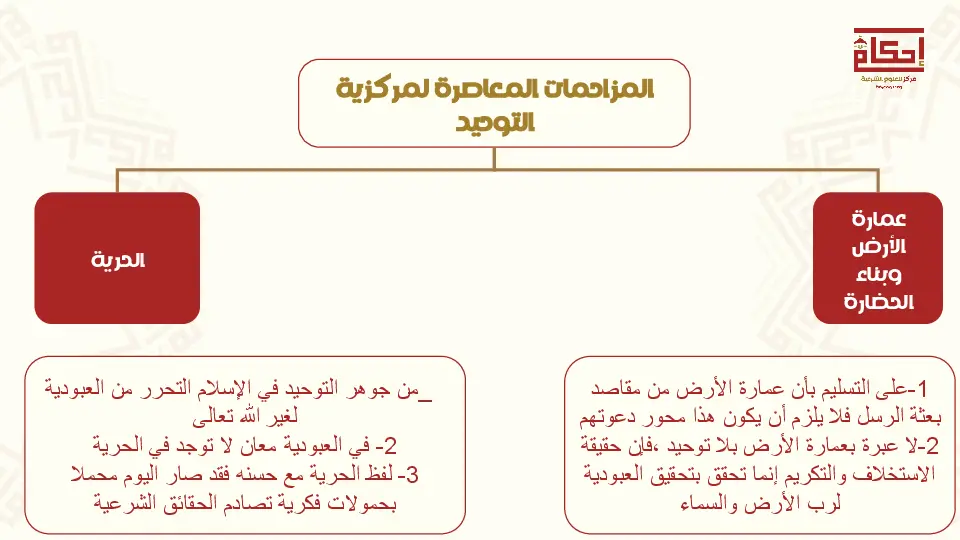 إحكام
مركز للعلوم الشرعية
المزاحمات المعاصرة لمركزية
التوحيد
عمارة
الأرض
وبناء
الحضارة
الحرية
1-على التسليم بأن عمارة الأرض من مقاصد
بعثة الرسل فلا يلزم أن يكون هذا محور دعوتهم
2-لا عبرة بعمارة الأرض بلا توحيد ،فإن حقيقة
الاستخلاف والتكريم إنما تحقق بتحقيق العبودية
لرب الأرض والسماء
_من جوهر التوحيد في الإسلام التحرر من العبودية
لغير الله تعالى
2- في العبودية معان لا توجد في الحرية
3- لفظ الحرية مع حسنه فقد صار اليوم محملا
بحمولات فكرية تصادم الحقائق الشرعية